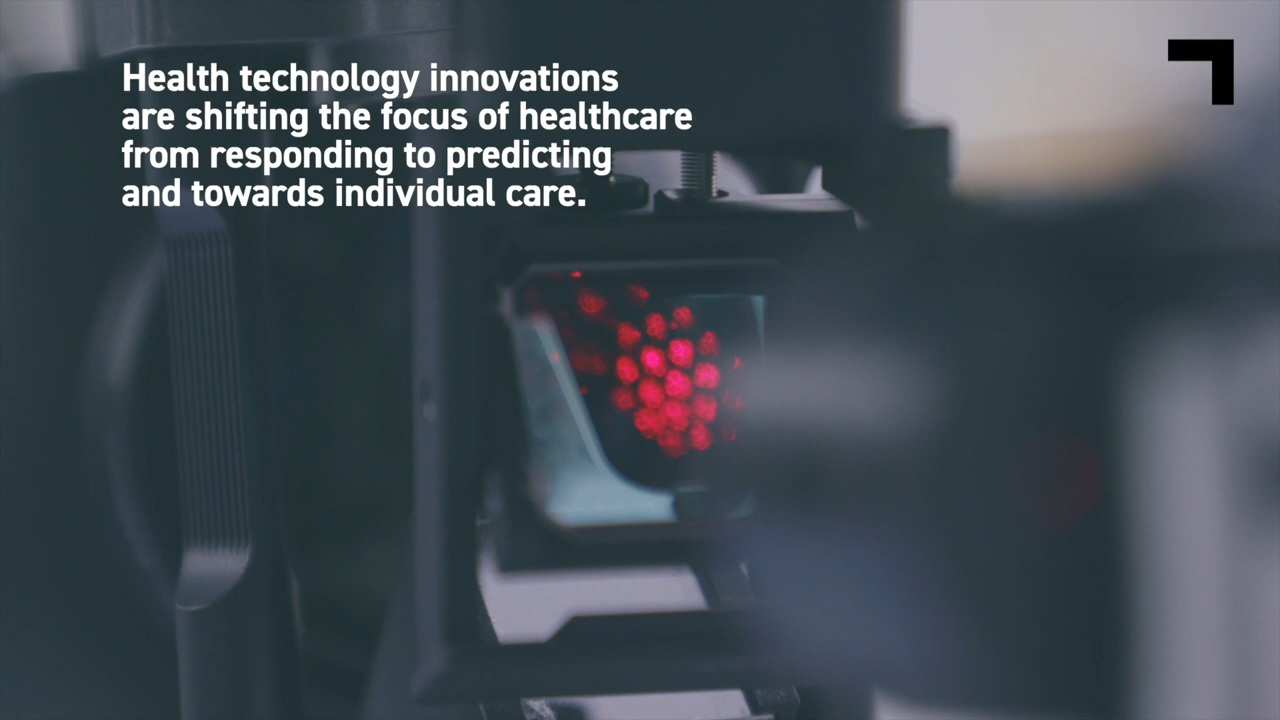 Health technology innovations
are shifting the focus of healthcare
from responding to predicting
and towards individual care.